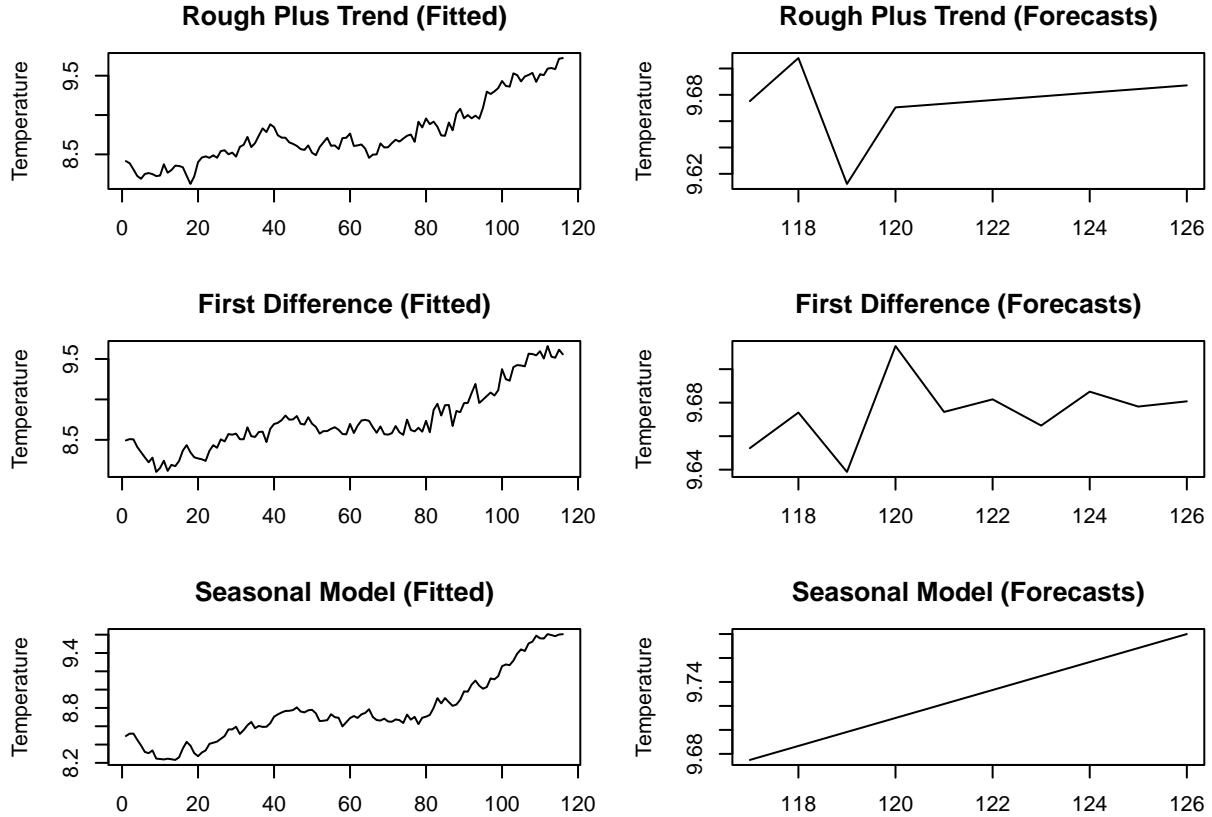 Rough Plus Trend (Fitted)
Temperature
8.5 9.5
0 20 40 60 80 100 120
Rough Plus Trend (Forecasts)
Temperature
9.62 9.68
118 120 122 124 126
First Difference (Fitted)
Temperature
8.5 9.5
0 20 40 60 80 100 120
First Difference (Forecasts)
Temperature
9.64 9.68
118 120 122 124 126
Seasonal Model (Fitted)
Temperature
8.2 8.8 9.4
0 20 40 60 80 100 120
Seasonal Model (Forecasts)
Temperature
9.68 9.74
118 120 122 124 126